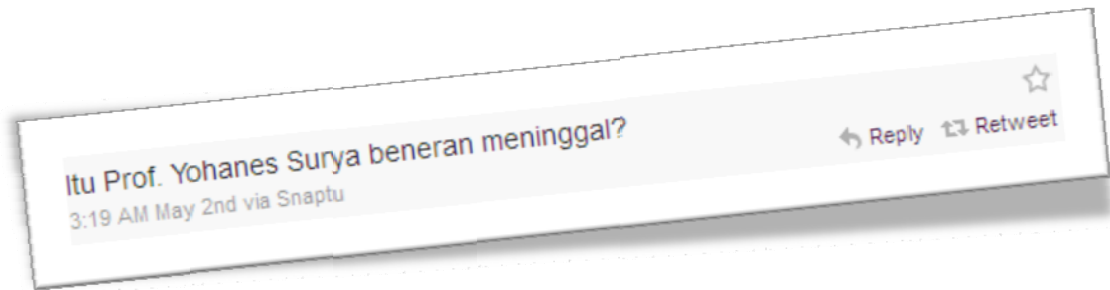 Itu Prof. Yohanes Surya beneran meninggal?
3:19 AM May 2nd via Snaptu
Reply Retweet